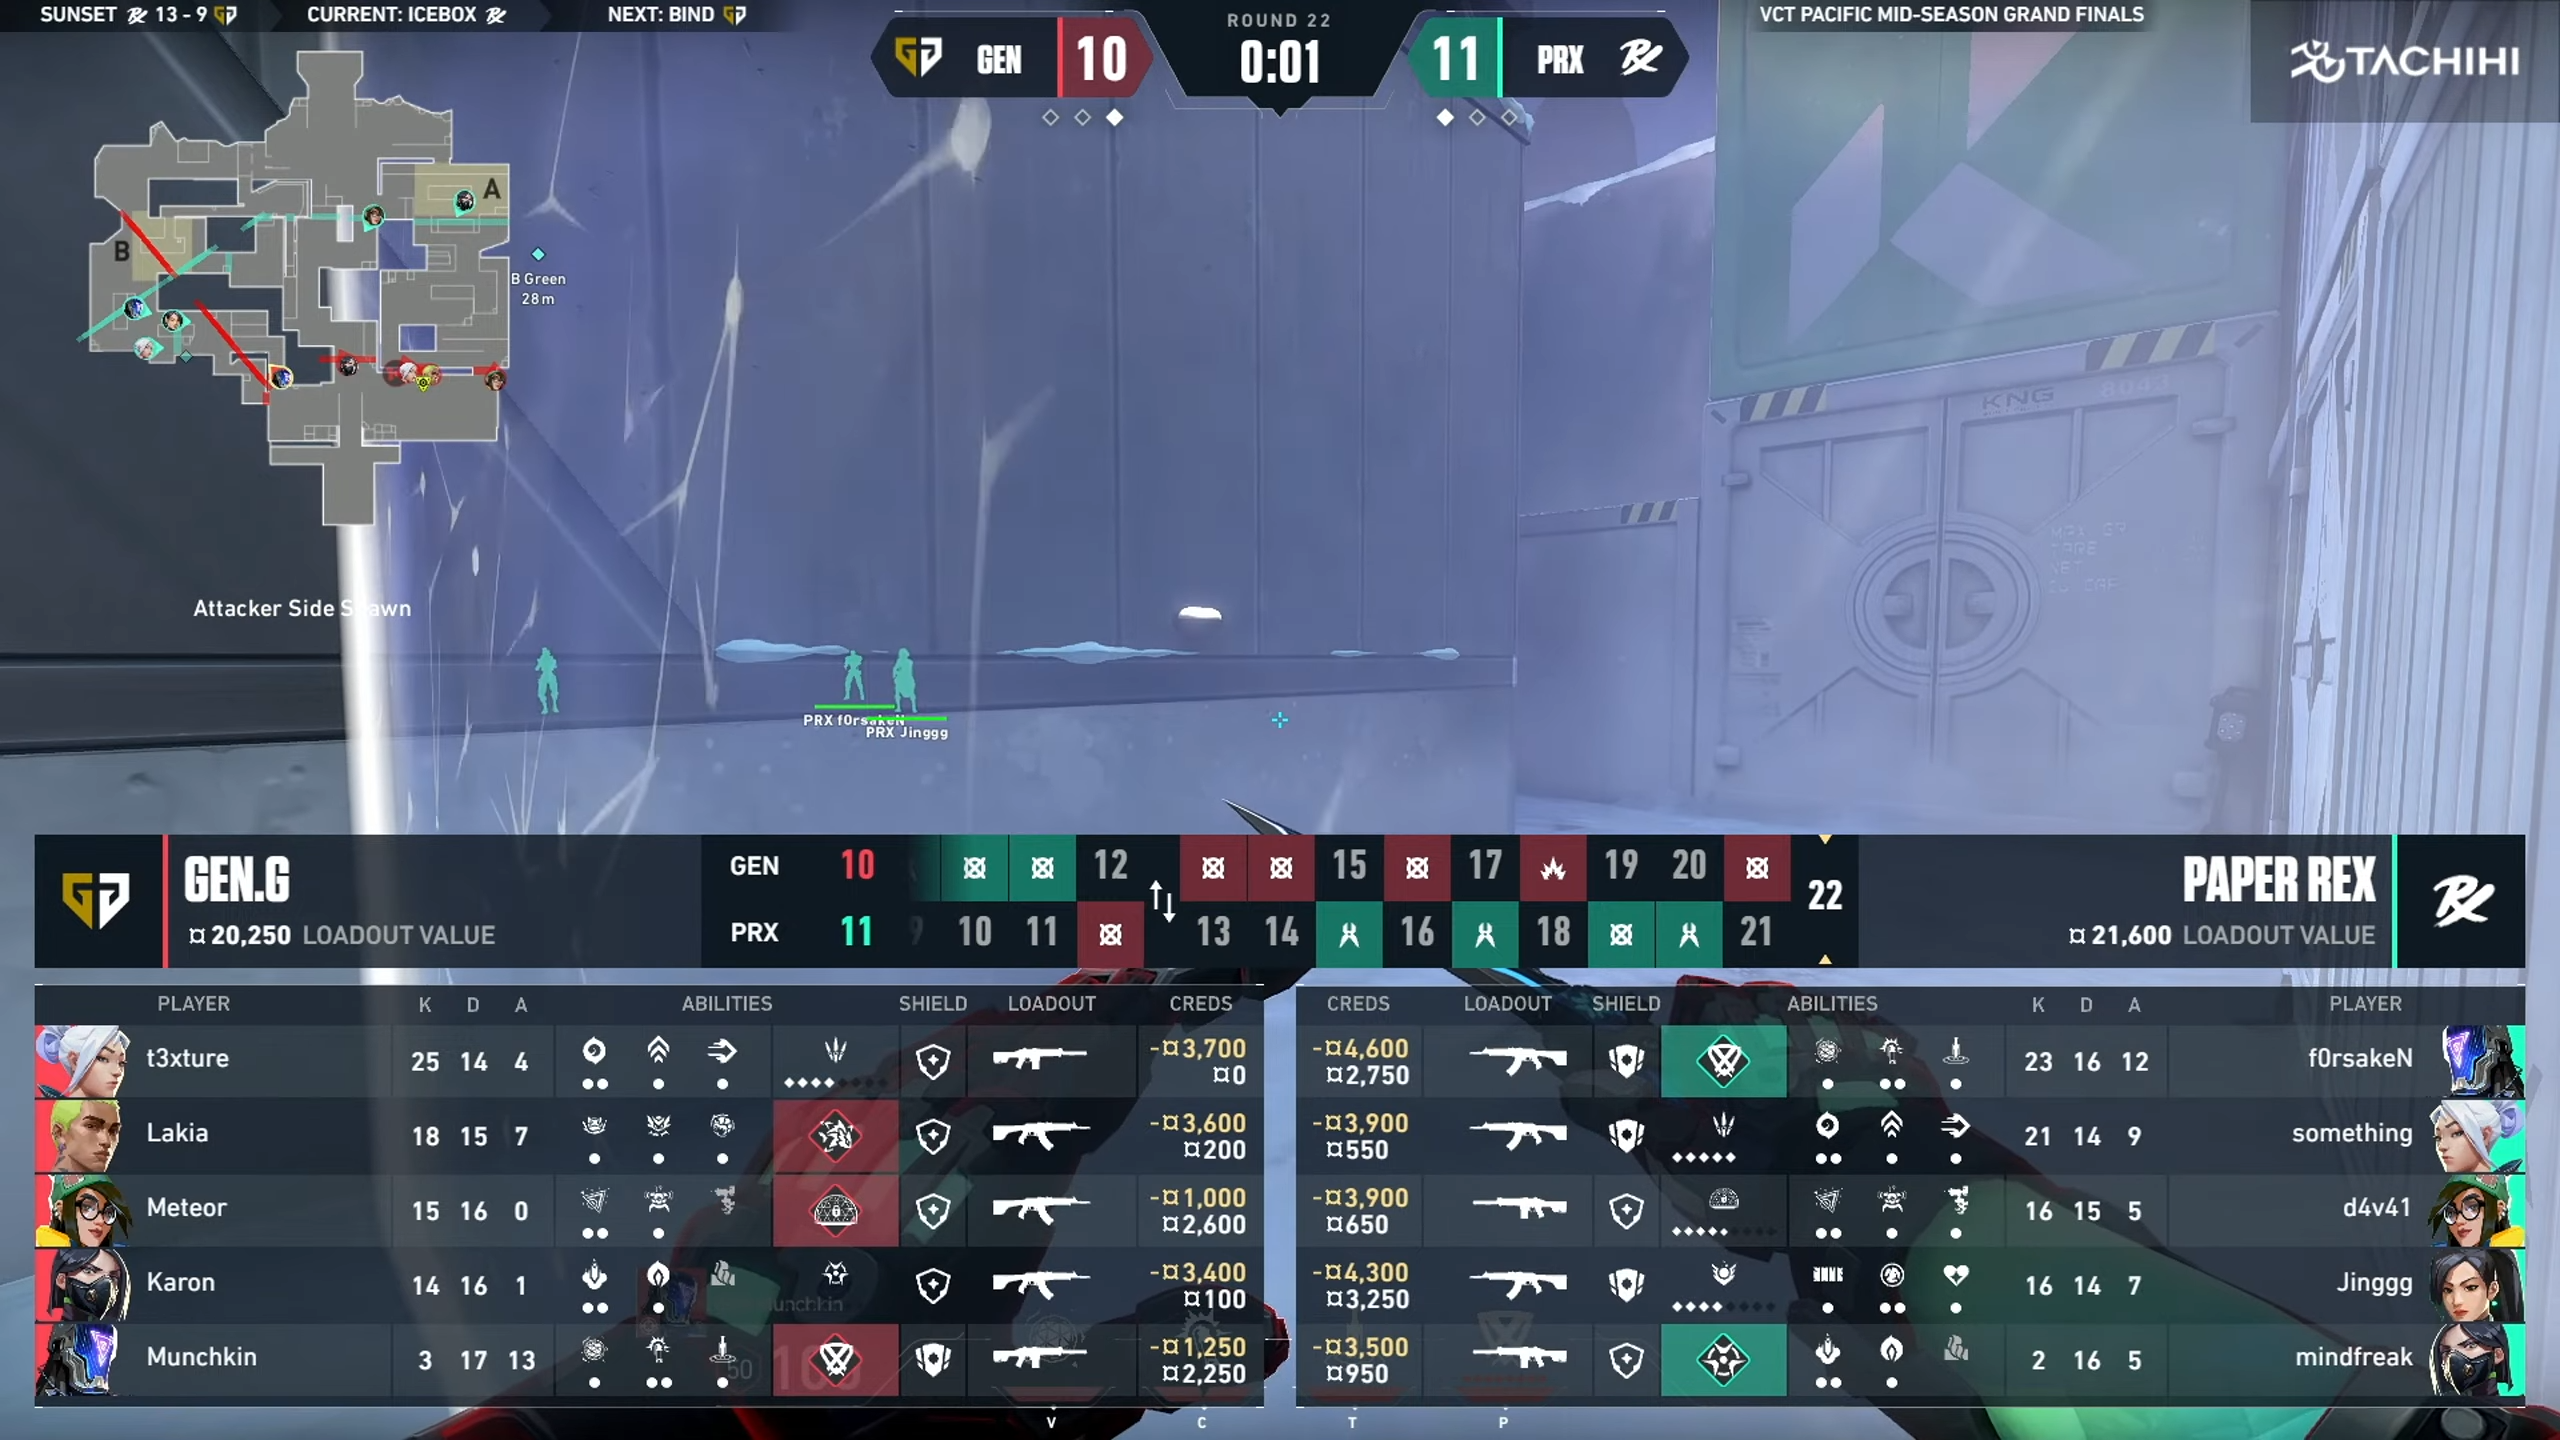 SUNSET 13 - 9
CURRENT: ICEBOX
NEXT: BIND
GEN 10
ROUND 22
0:01
11 PRX
VCT PACIFIC MID-SEASON GRAND FINALS
TACHIHI
A
B
B Green
28m
Attacker Side Spawn
KNG 8043
PRX f0rsakeN
PRX Jinggg
GEN.G
¤ 20,250 LOADOUT VALUE
GEN 10 12 15 17 19 20
PRX 11 9 10 11 13 14 16 18 21
22
PAPER REX
¤ 21,600 LOADOUT VALUE
PLAYER K D A ABILITIES SHIELD LOADOUT CREDS
t3xture 25 14 4 -¤3,700
¤0
Lakia 18 15 7 -¤3,600
¤200
Meteor 15 16 0 -¤1,000
¤2,600
Karon 14 16 1 -¤3,400
¤100
Munchkin 3 17 13 -¤1,250
¤2,250
CREDS LOADOUT SHIELD ABILITIES K D A PLAYER
-¤4,600 23 16 12 f0rsakeN
¤2,750
-¤3,900 21 14 9 something
¤550
-¤3,900 16 15 5 d4v41
¤650
-¤4,300 16 14 7 Jinggg
¤3,250
-¤3,500 2 16 5 mindfreak
¤950
50 100
V C T P